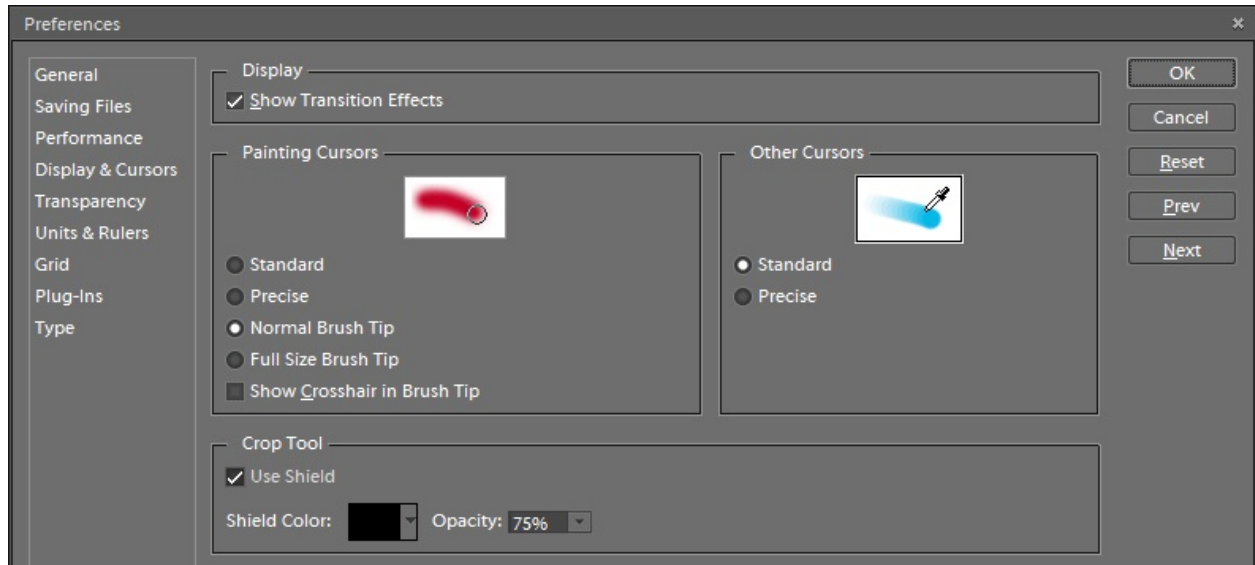 Preferences
General
Saving Files
Performance
Display & Cursors
Transparency
Units & Rulers
Grid
Plug-Ins
Type
Display
Show Transition Effects
Painting Cursors
Standard
Precise
Normal Brush Tip
Full Size Brush Tip
Show Crosshair in Brush Tip
Other Cursors
Standard
Precise
Crop Tool
Use Shield
Shield Color: Opacity: 75%
OK
Cancel
Reset
Prev
Next